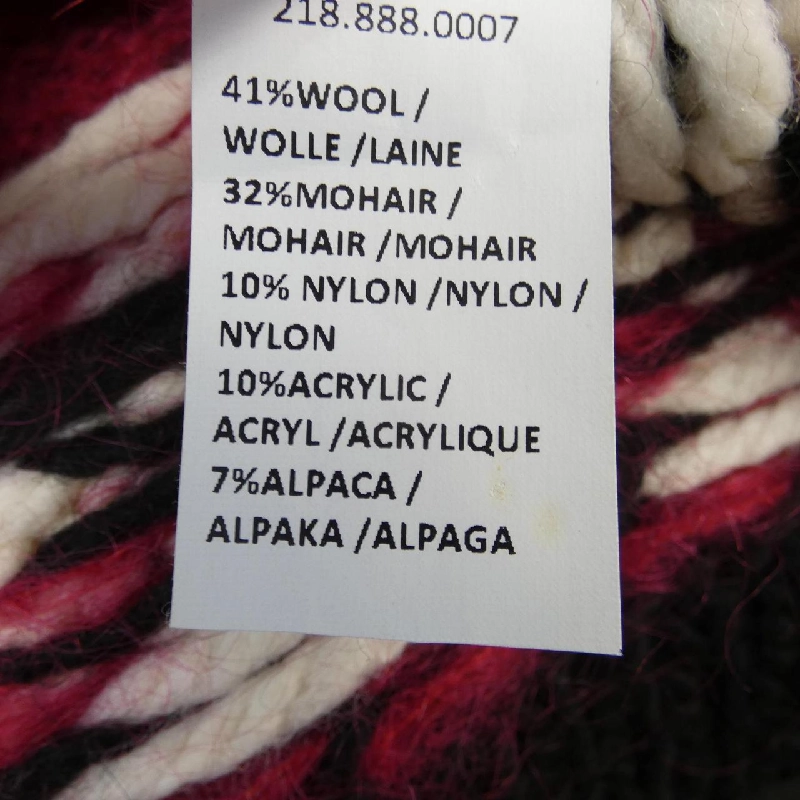 218.888.0007
41%WOOL /
WOLLE /LAINE
32%MOHAIR /
MOHAIR /MOHAIR
10% NYLON /NYLON /
NYLON
10%ACRYLIC /
ACRYL /ACRYLIQUE
7%ALPACA /
ALPAKA /ALPAGA